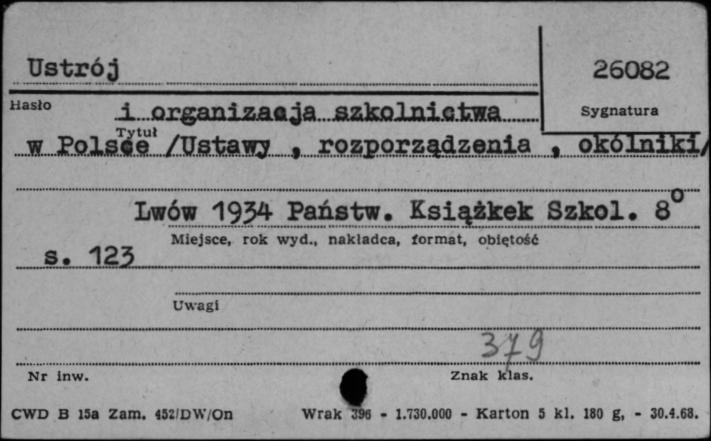 Ustrój
26082
Hasło
i organizacja szkolnictwa
Sygnatura
Tytuł
w Polsce /Ustawy , rozporządzenia , okólniki/
Lwów 1934 Państw. Książkek Szkol. 8°
Miejsce, rok wyd., nakładca, format, objętość
s. 123
Uwagi
379
Nr inw.
Znak klas.
CWD B 15a Zam. 452/DW/On Wrak 396 - 1.730.000 - Karton 5 kl. 180 g, - 30.4.68.